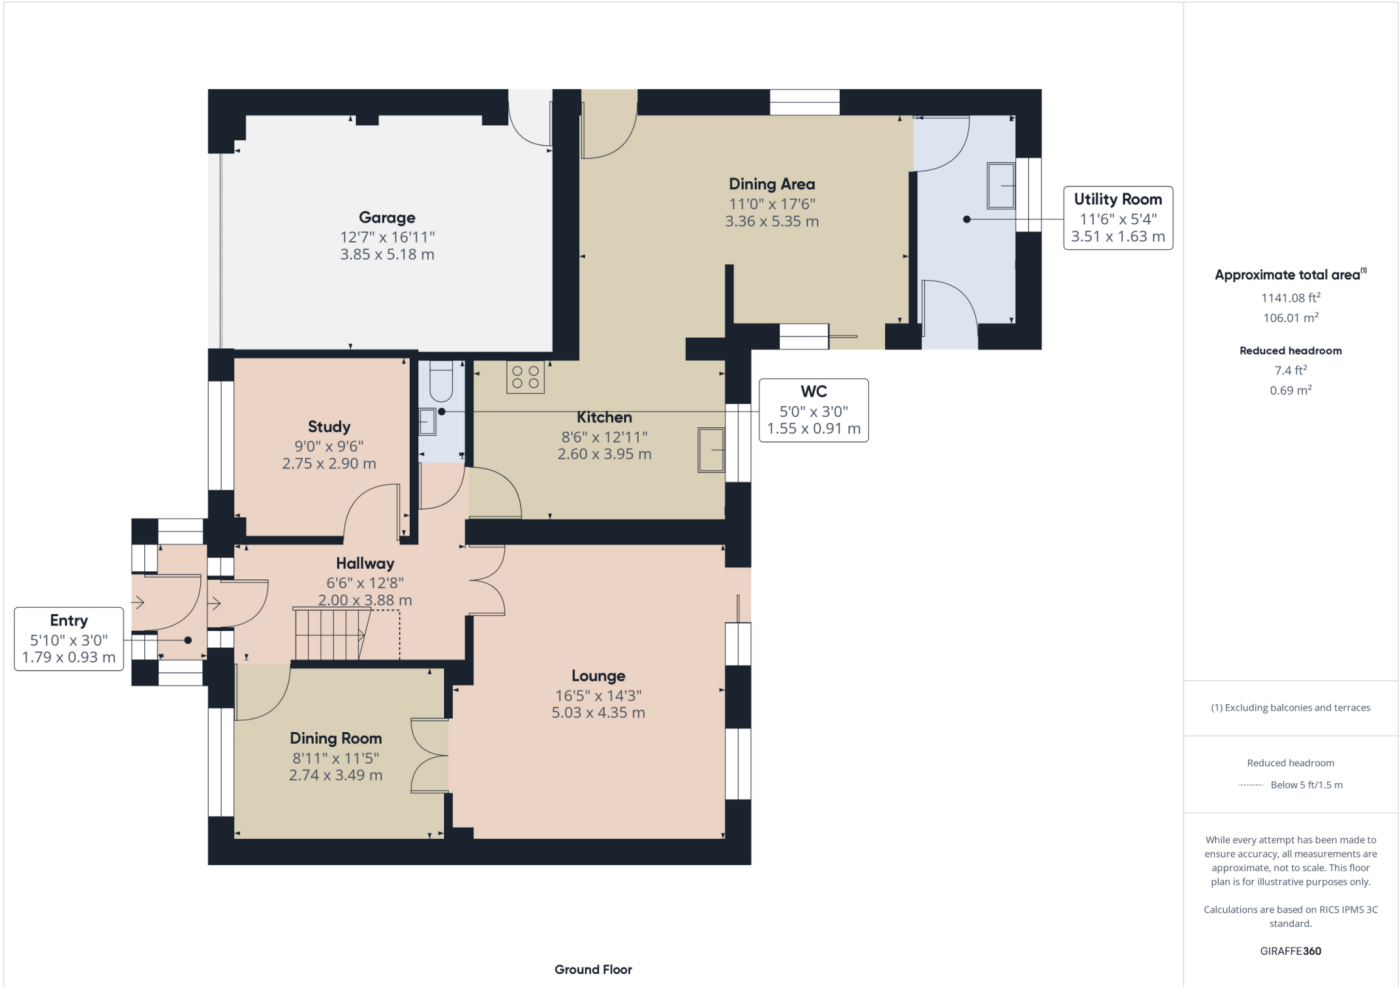 Garage
12'7" x 16'11"
3.85 x 5.18 m
Dining Area
11'0" x 17'6"
3.36 x 5.35 m
Utility Room
11'6" x 5'4"
3.51 x 1.63 m
WC
5'0" x 3'0"
1.55 x 0.91 m
Study
9'0" x 9'6"
2.75 x 2.90 m
Kitchen
8'6" x 12'11"
2.60 x 3.95 m
Hallway
6'6" x 12'8"
2.00 x 3.88 m
Entry
5'10" x 3'0"
1.79 x 0.93 m
Lounge
16'5" x 14'3"
5.03 x 4.35 m
Dining Room
8'11" x 11'5"
2.74 x 3.49 m
Ground Floor
Approximate total area(1)
1141.08 ft²
106.01 m²
Reduced headroom
7.4 ft²
0.69 m²
(1) Excluding balconies and terraces
Reduced headroom
Below 5 ft/1.5 m
While every attempt has been made to
ensure accuracy, all measurements are
approximate, not to scale. This floor
plan is for illustrative purposes only.
Calculations are based on RICS IPMS 3C
standard.
GIRAFFE360